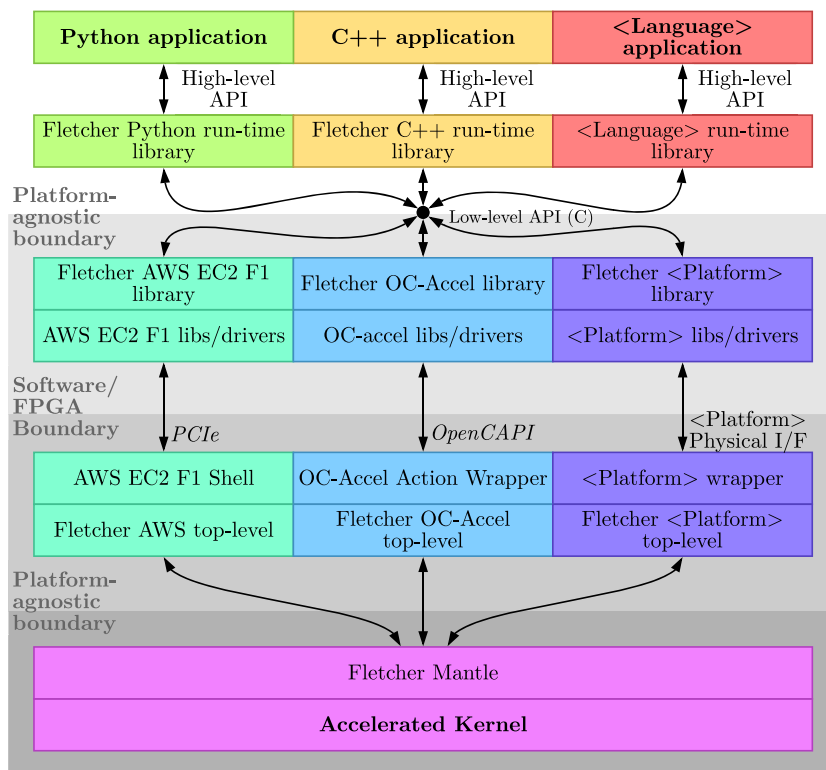 Python application
C++ application
<Language>
application
High-level
API
High-level
API
High-level
API
Fletcher Python run-time
library
Fletcher C++ run-time
library
<Language> run-time
library
Platform-
agnostic
boundary
Low-level API (C)
Fletcher AWS EC2 F1
library
Fletcher OC-Accel library
Fletcher <Platform>
library
AWS EC2 F1 libs/drivers
OC-accel libs/drivers
<Platform> libs/drivers
Software/
FPGA
Boundary
PCIe
OpenCAPI
<Platform>
Physical I/F
AWS EC2 F1 Shell
OC-Accel Action Wrapper
<Platform> wrapper
Fletcher AWS top-level
Fletcher OC-Accel
top-level
Fletcher <Platform>
top-level
Platform-
agnostic
boundary
Fletcher Mantle
Accelerated Kernel